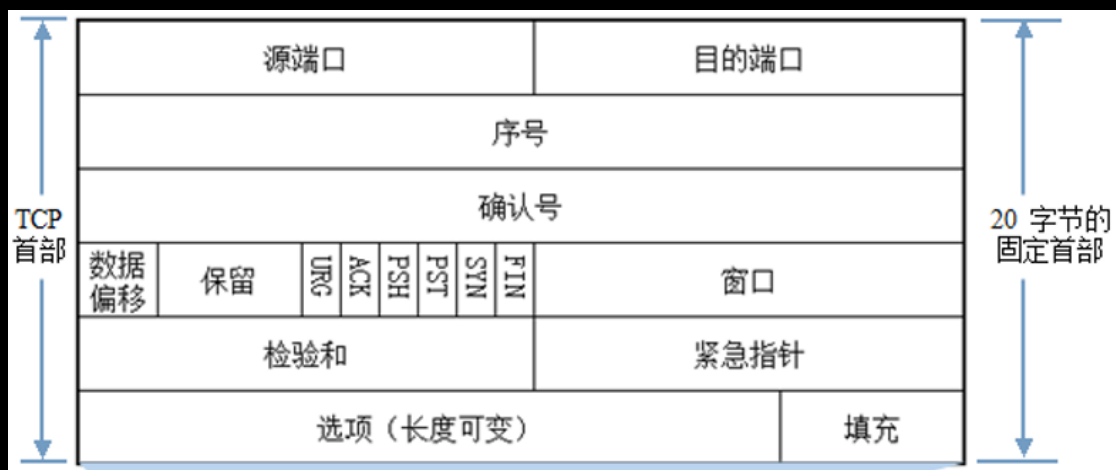 源端口 目的端口
序号
确认号
TCP
首部
20 字节的
固定首部
数据
偏移
保留
URG
ACK
PSH
PST
SYN
FIN
窗口
检验和 紧急指针
选项（长度可变） 填充